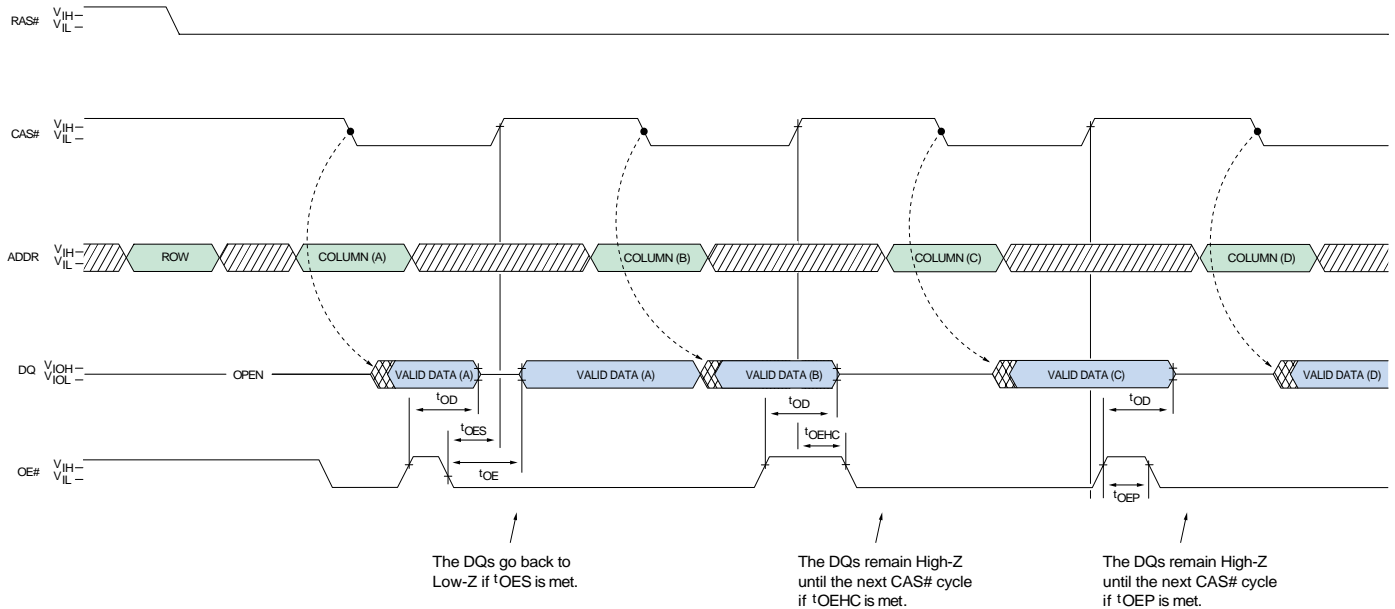 RAS# VIH VIL
CAS# VIH VIL
ADDR VIH VIL ROW COLUMN (A) COLUMN (B) COLUMN (C) COLUMN (D)
DQ VIOH VIOL OPEN VALID DATA (A) VALID DATA (A) VALID DATA (B) VALID DATA (C) VALID DATA (D)
tOD tOD tOD
tOES tOEHC
tOE
OE# VIH VIL
tOEP
The DQs go back to
Low-Z if tOES is met.
The DQs remain High-Z
until the next CAS# cycle
if tOEHC is met.
The DQs remain High-Z
until the next CAS# cycle
if tOEP is met.